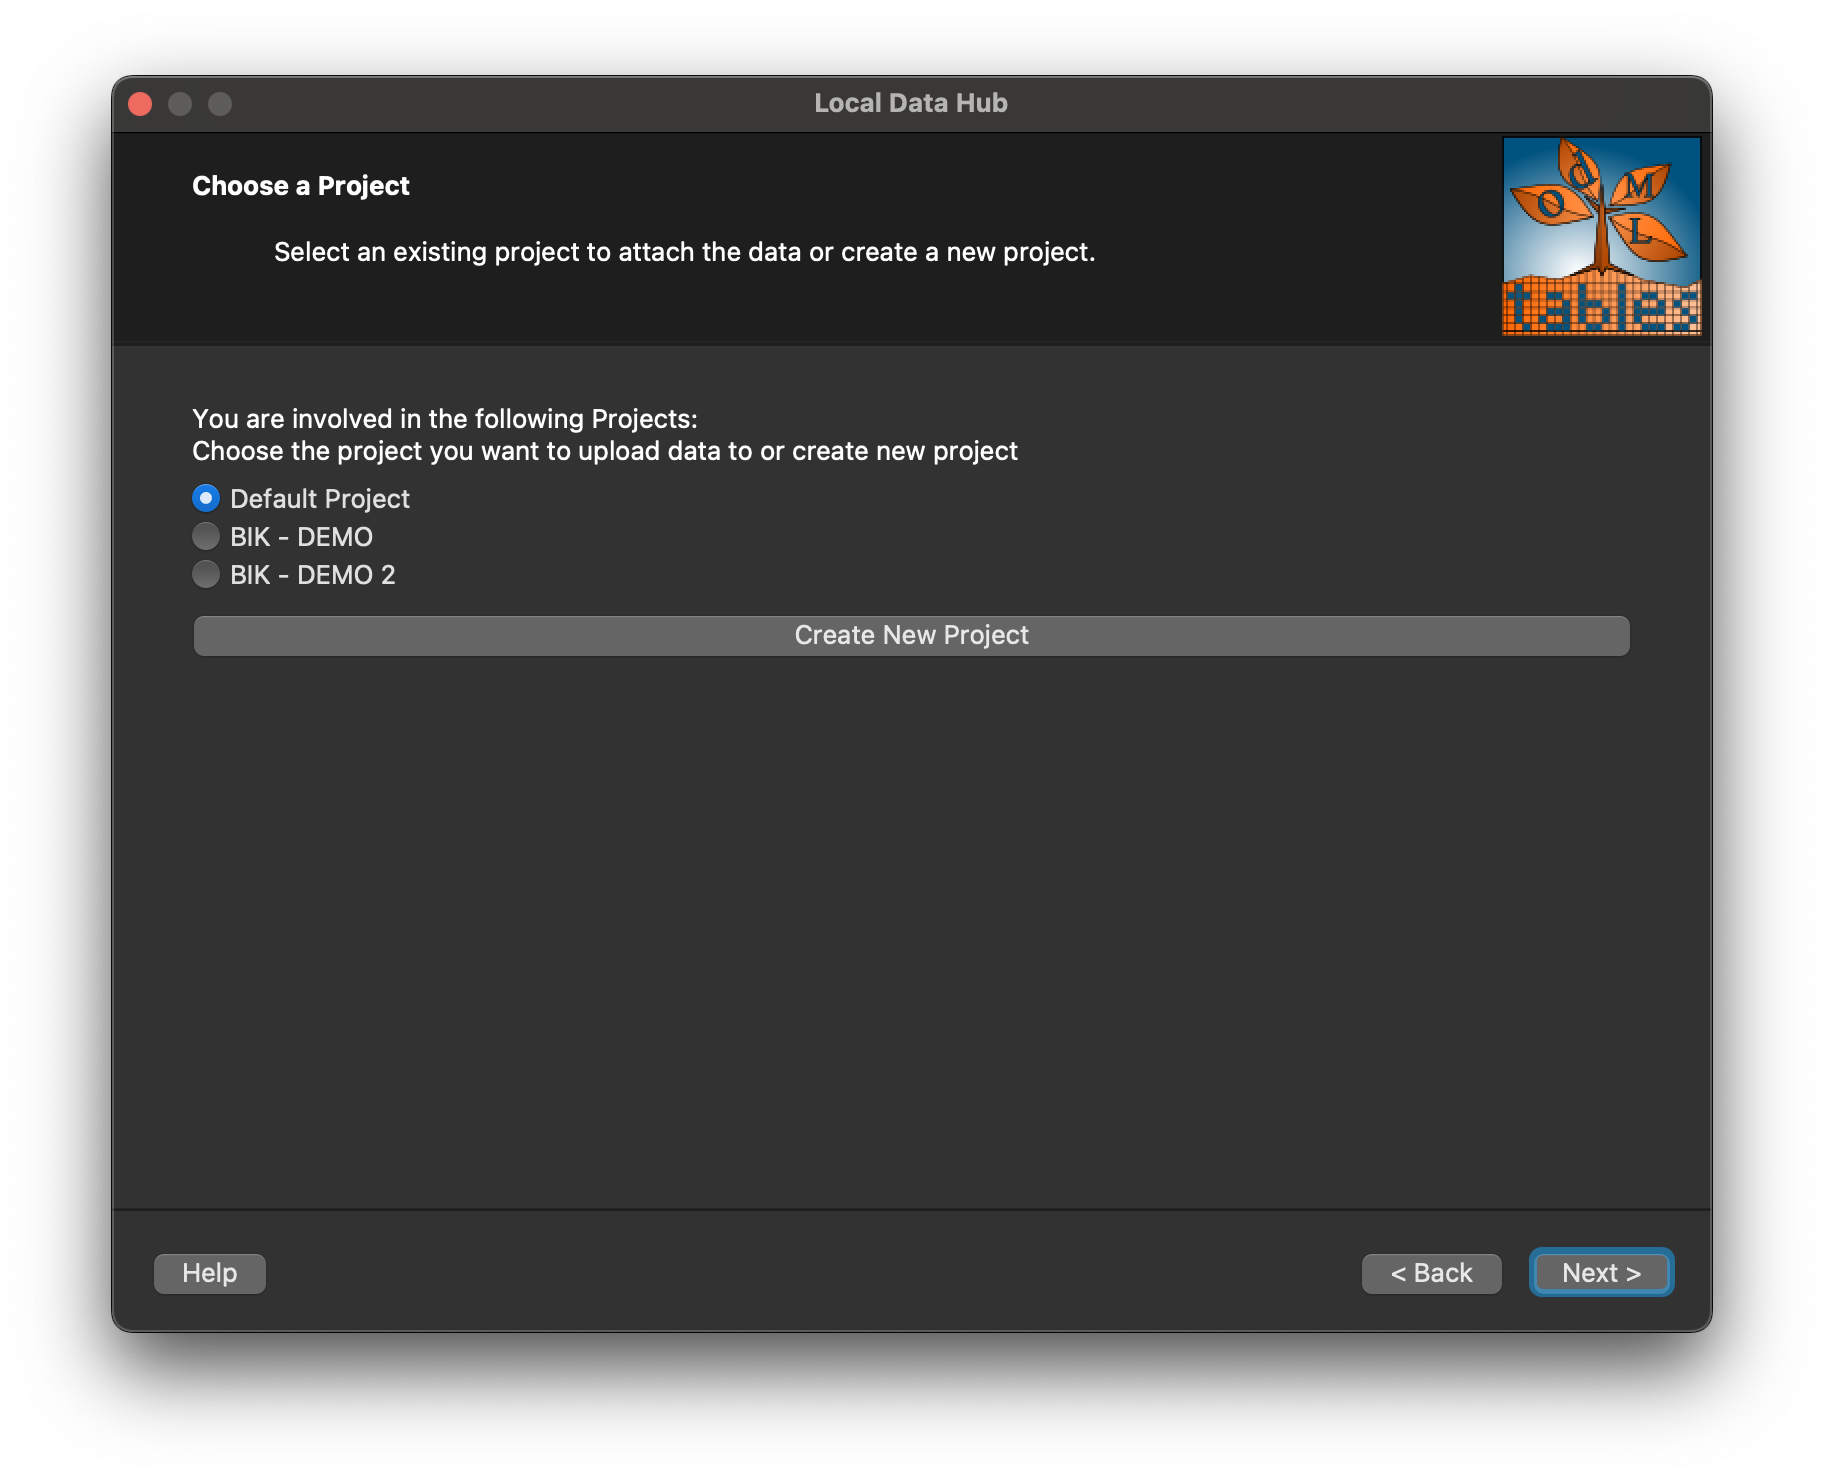 Local Data Hub
Choose a Project
Select an existing project to attach the data or create a new project.
O d M L
tables
You are involved in the following Projects:
Choose the project you want to upload data to or create new project
Default Project
BIK - DEMO
BIK - DEMO 2
Create New Project
Help
< Back
Next >